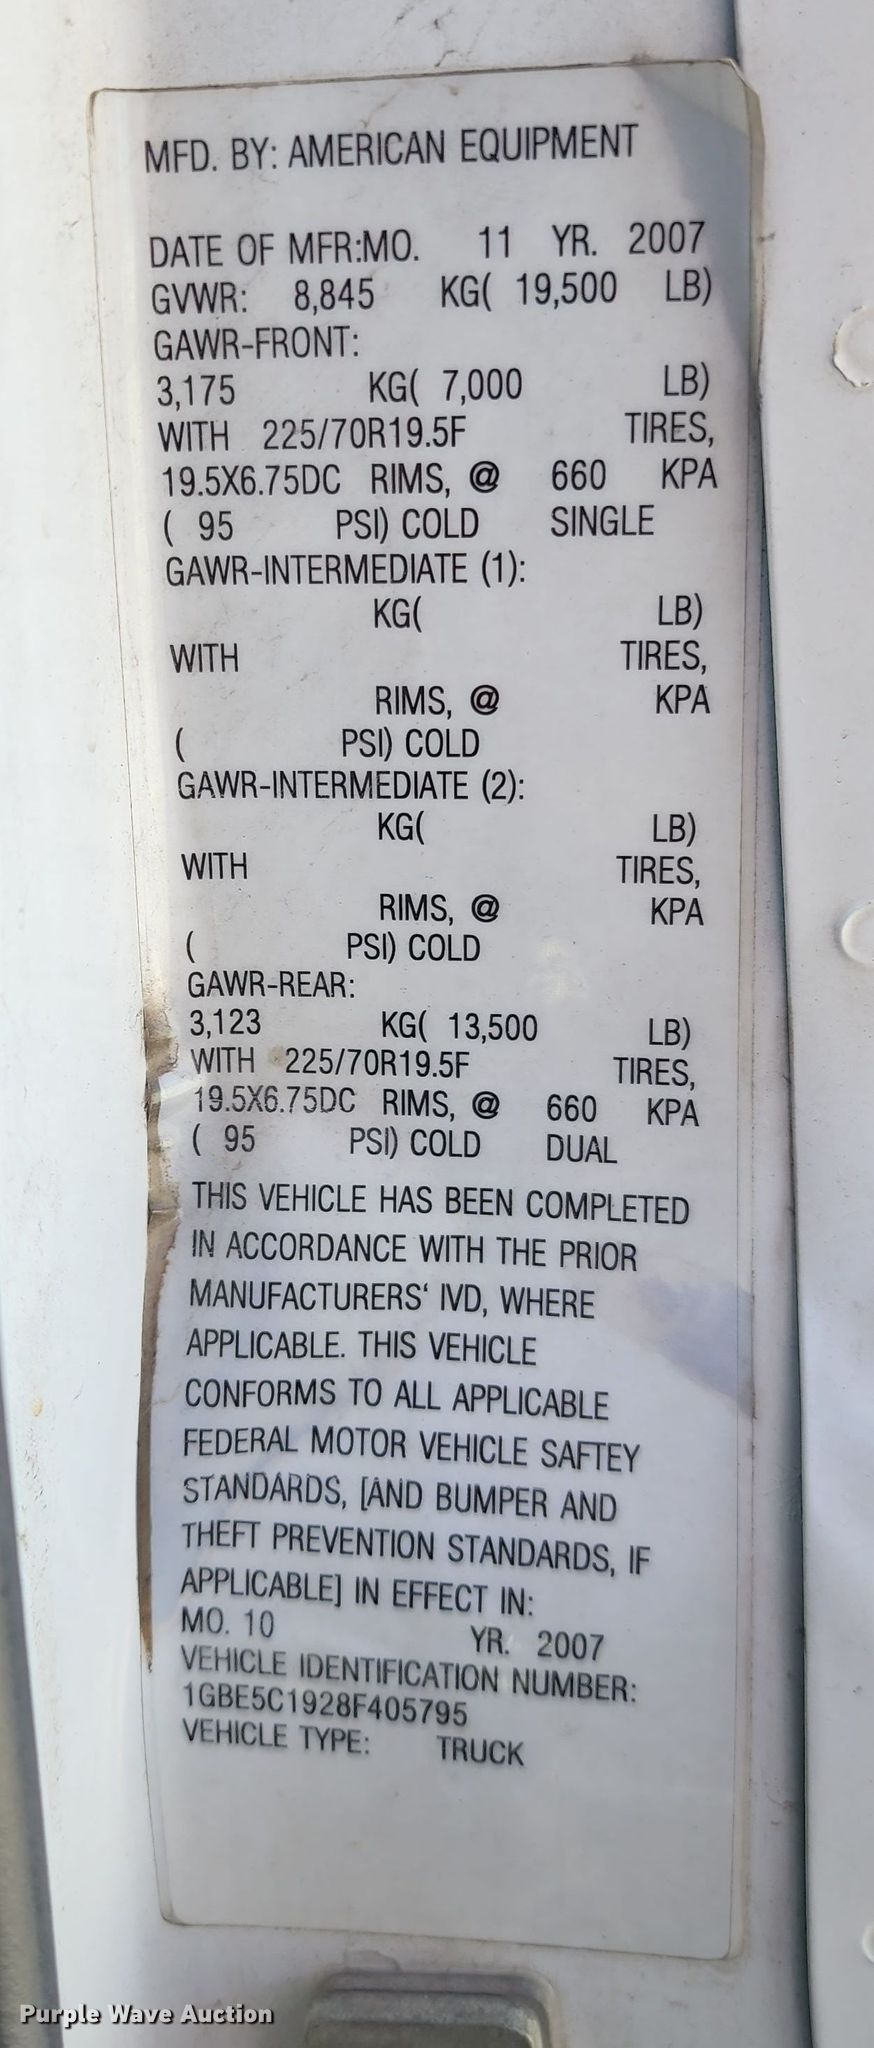 MFD. BY: AMERICAN EQUIPMENT
DATE OF MFR:MO. 11 YR. 2007
GVWR: 8,845 KG( 19,500 LB)
GAWR-FRONT:
3,175 KG( 7,000 LB)
WITH 225/70R19.5F TIRES,
19.5X6.75DC RIMS, @ 660 KPA
( 95 PSI) COLD SINGLE
GAWR-INTERMEDIATE (1):
KG( LB)
WITH TIRES,
RIMS, @ KPA
( PSI) COLD
GAWR-INTERMEDIATE (2):
KG( LB)
WITH TIRES,
RIMS, @ KPA
( PSI) COLD
GAWR-REAR:
3,123 KG( 13,500 LB)
WITH 225/70R19.5F TIRES,
19.5X6.75DC RIMS, @ 660 KPA
( 95 PSI) COLD DUAL
THIS VEHICLE HAS BEEN COMPLETED
IN ACCORDANCE WITH THE PRIOR
MANUFACTURERS‘ IVD, WHERE
APPLICABLE. THIS VEHICLE
CONFORMS TO ALL APPLICABLE
FEDERAL MOTOR VEHICLE SAFTEY
STANDARDS, [AND BUMPER AND
THEFT PREVENTION STANDARDS, IF
APPLICABLE] IN EFFECT IN:
MO. 10 YR. 2007
VEHICLE IDENTIFICATION NUMBER:
1GBE5C1928F405795
VEHICLE TYPE: TRUCK
Purple Wave Auction